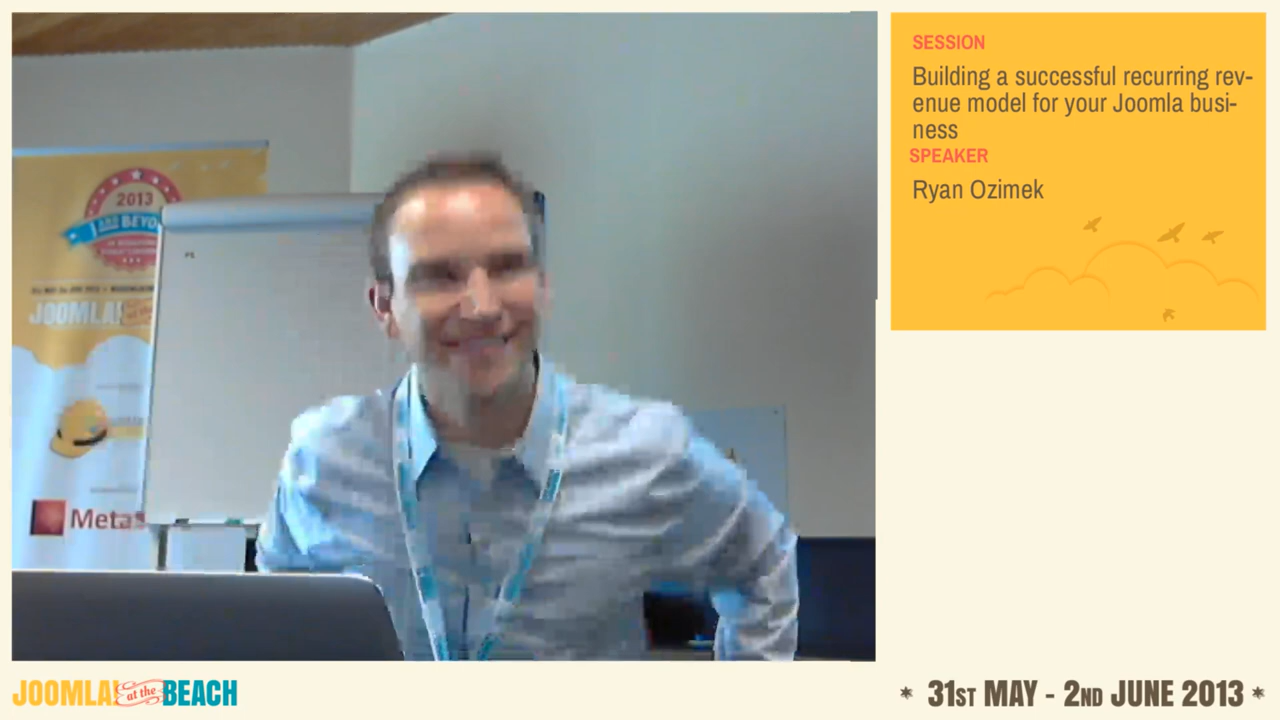 SESSION
Building a successful recurring rev-
enue model for your Joomla busi-
ness
SPEAKER
Ryan Ozimek
2013
JOOMLA!
Metas
JOOMLA! at the BEACH
* 31ST MAY - 2ND JUNE 2013 *